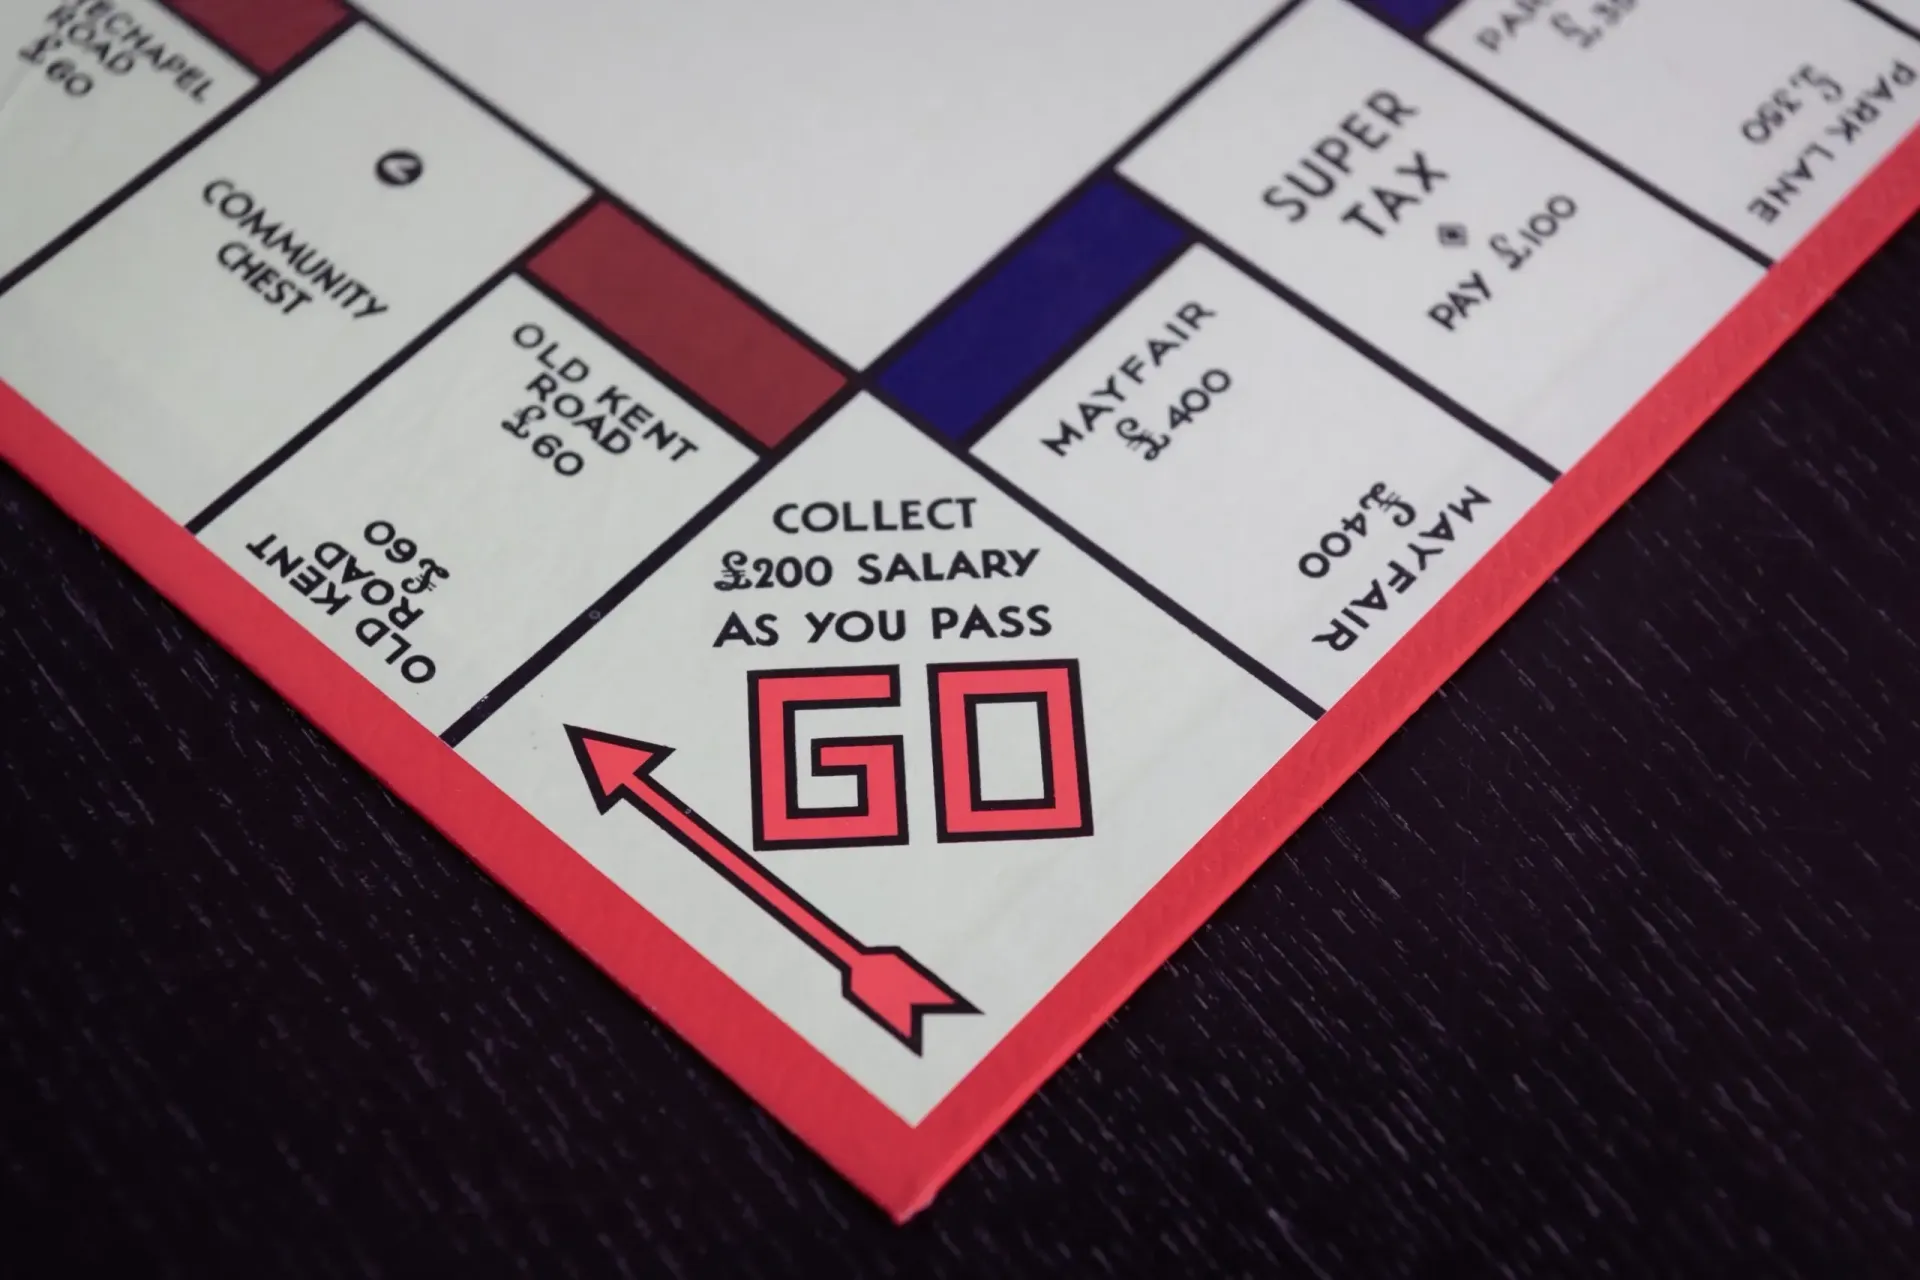 ROAD
£60
COMMUNITY
CHEST
OLD KENT
ROAD
£60
OLD KENT
ROAD
£60
COLLECT
£200 SALARY
AS YOU PASS
GO
MAYFAIR
£400
MAYFAIR
£400
SUPER
TAX
PAY £100
PARK LANE
£350